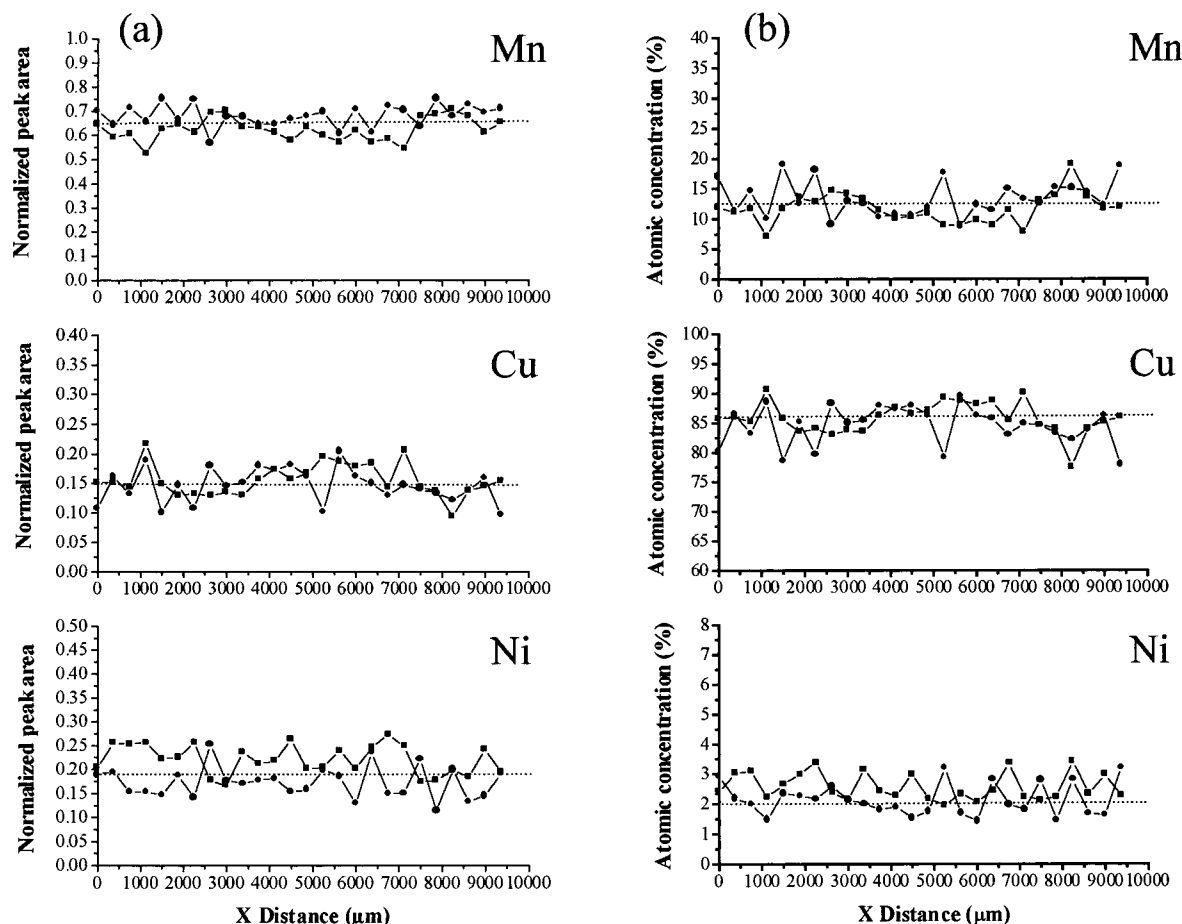 (a)
Mn
Normalized peak area
1.0
0.9
0.8
0.7
0.6
0.5
0.4
0.3
0.2
0.1
0.0
0 1000 2000 3000 4000 5000 6000 7000 8000 9000 10000
Cu
Normalized peak area
0.40
0.35
0.30
0.25
0.20
0.15
0.10
0.05
0.00
0 1000 2000 3000 4000 5000 6000 7000 8000 9000 10000
Ni
Normalized peak area
0.50
0.45
0.40
0.35
0.30
0.25
0.20
0.15
0.10
0.05
0.00
0 1000 2000 3000 4000 5000 6000 7000 8000 9000 10000
X Distance (μm)
(b)
Mn
Atomic concentration (%)
40
35
30
25
20
15
10
5
0
0 1000 2000 3000 4000 5000 6000 7000 8000 9000 10000
Cu
Atomic concentration (%)
100
95
90
85
80
75
70
65
60
0 1000 2000 3000 4000 5000 6000 7000 8000 9000 10000
Ni
Atomic concentration (%)
8
7
6
5
4
3
2
1
0
0 1000 2000 3000 4000 5000 6000 7000 8000 9000 10000
X Distance (μm)